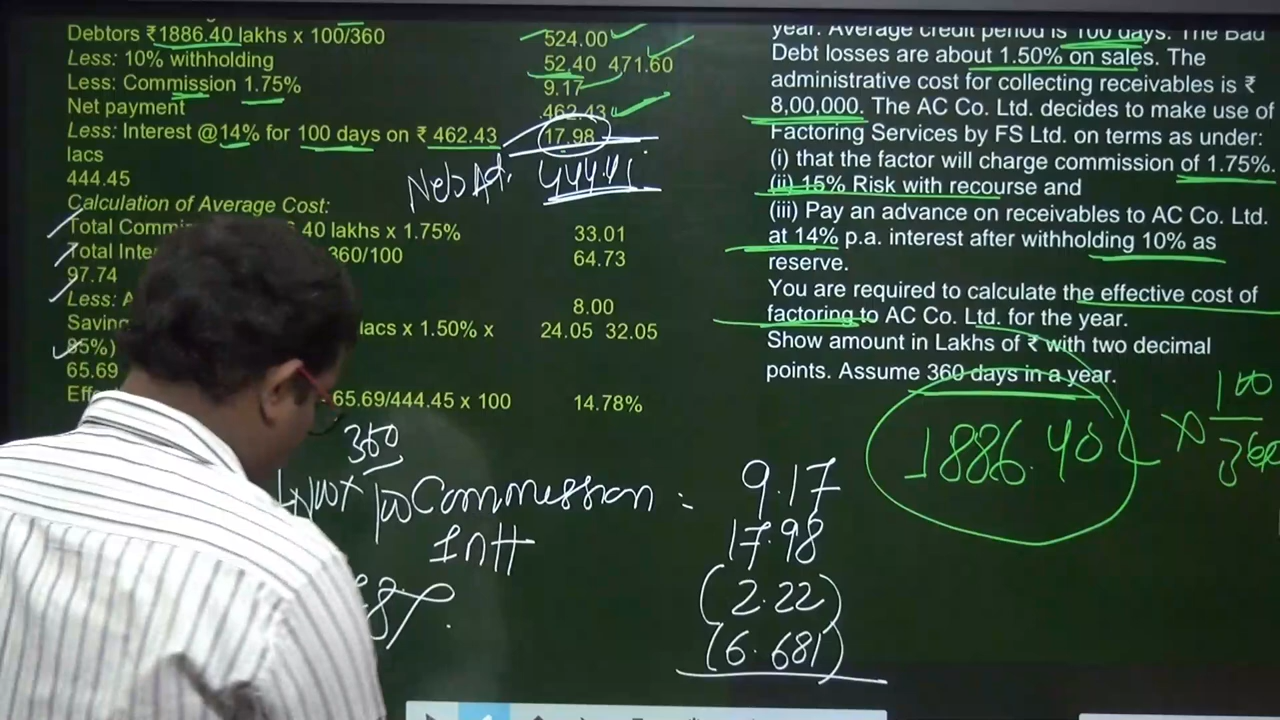 Debtors ₹1886.40 lakhs x 100/360 524.00
Less: 10% withholding 52.40 471.60
Less: Commission 1.75% 9.17
Net payment 462.43
Less: Interest @14% for 100 days on ₹ 462.43 17.98
lacs
444.45
Calculation of Average Cost:
Total 40 lakhs x 1.75% 33.01
Total 360/100 64.73
97.74
Less: 8.00
lacs x 1.50% x 24.05 32.05
85%)
65.69
65.69/444.45 x 100 14.78%
year. Average credit period is 100 days. The Bad
Debt losses are about 1.50% on sales. The
administrative cost for collecting receivables is ₹
8,00,000. The AC Co. Ltd. decides to make use of
Factoring Services by FS Ltd. on terms as under:
(i) that the factor will charge commission of 1.75%.
(ii) 15% Risk with recourse and
(iii) Pay an advance on receivables to AC Co. Ltd.
at 14% p.a. interest after withholding 10% as
reserve.
You are required to calculate the effective cost of
factoring to AC Co. Ltd. for the year.
Show amount in Lakhs of ₹ with two decimal
points. Assume 360 days in a year.
1886.40 x 100
360
360
Commission = 9.17
Intt 17.98
(2.22)
(6.681)